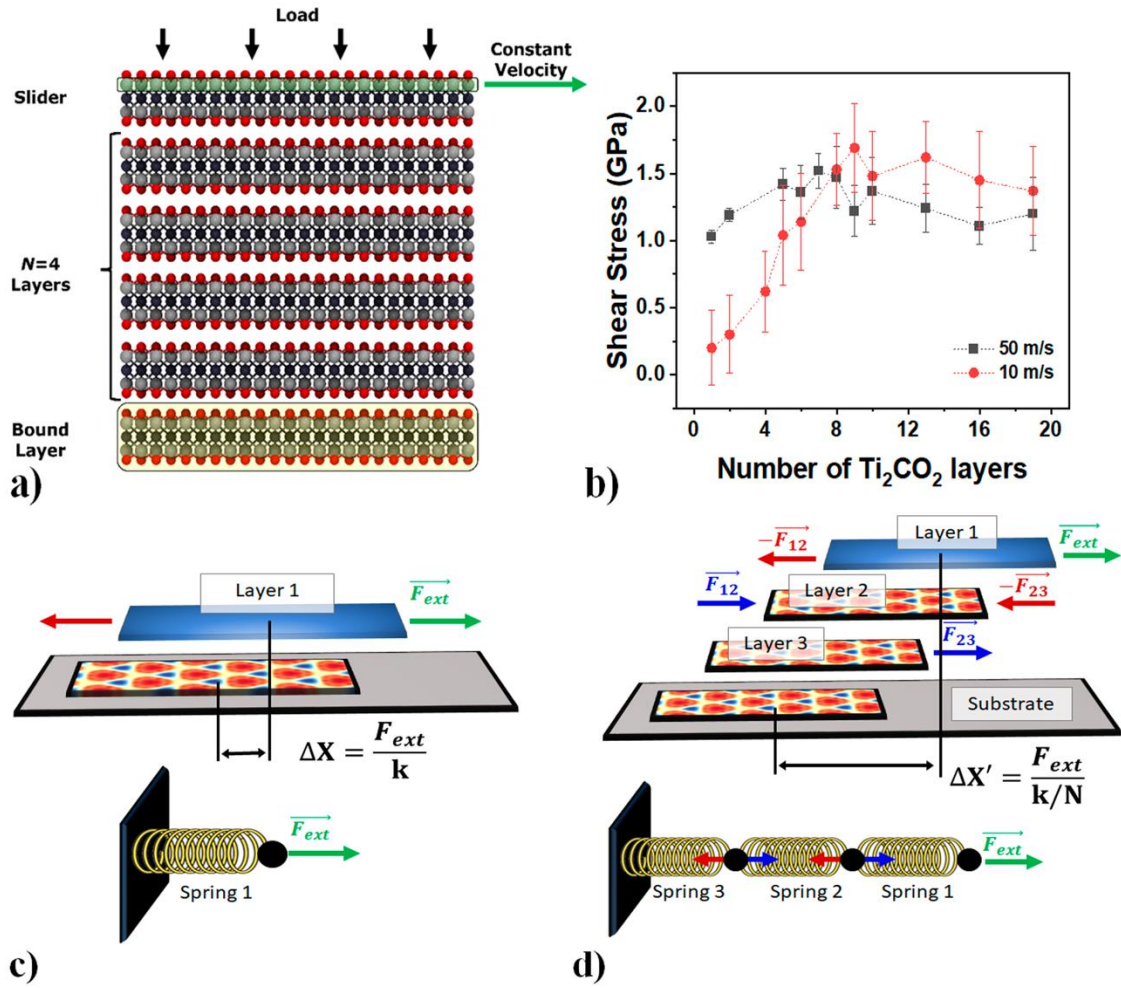 Load
Constant
Velocity
Slider
N=4
Layers
Bound
Layer
a)
Shear Stress (GPa)
2.0
1.5
1.0
0.5
0.0
0 4 8 12 16 20
50 m/s
10 m/s
Number of Ti₂CO₂ layers
b)
Layer 1
F_ext
ΔX = F_ext / k
F_ext
Spring 1
c)
Layer 1
−F₁₂
F_ext
F₁₂
Layer 2
−F₂₃
Layer 3
F₂₃
Substrate
ΔX′ = F_ext / k/N
F_ext
Spring 3 Spring 2 Spring 1
d)